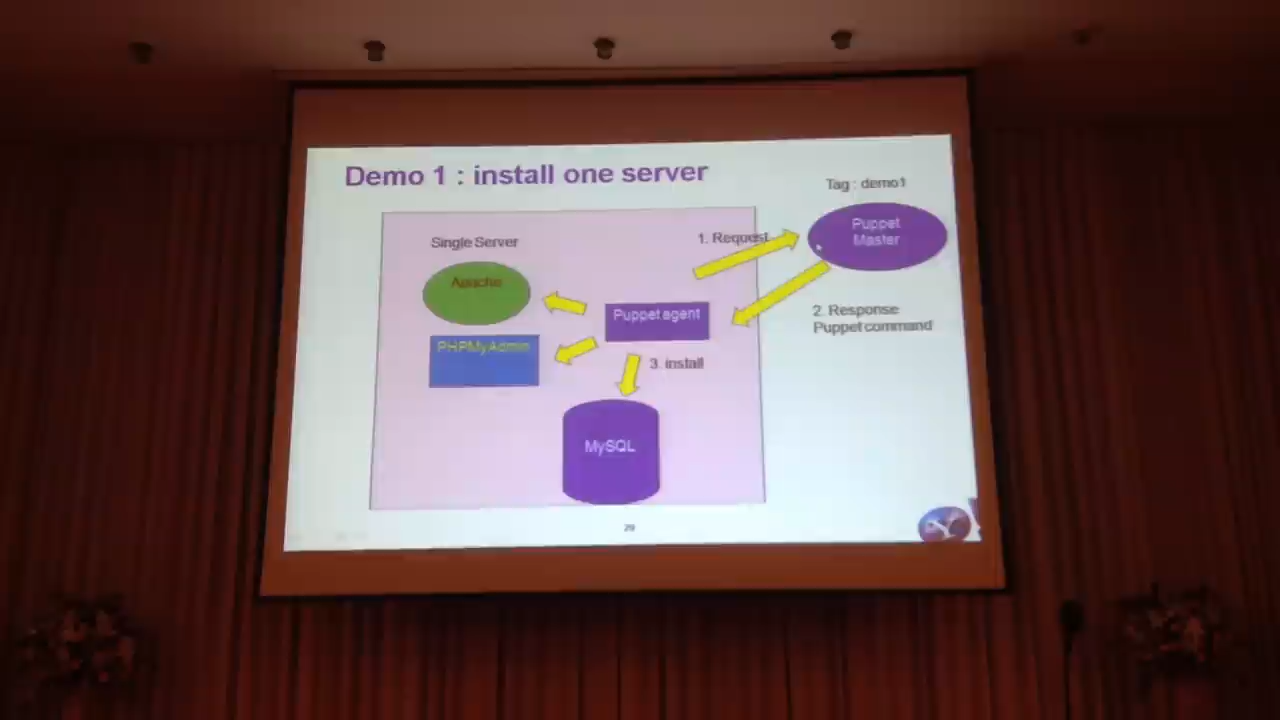 Demo 1 : install one server
Tag : demo1
Single Server
1. Request
Puppet
Master
Apache
Puppet agent
2. Response
Puppet command
PHPMyAdmin
3. install
MySQL
29